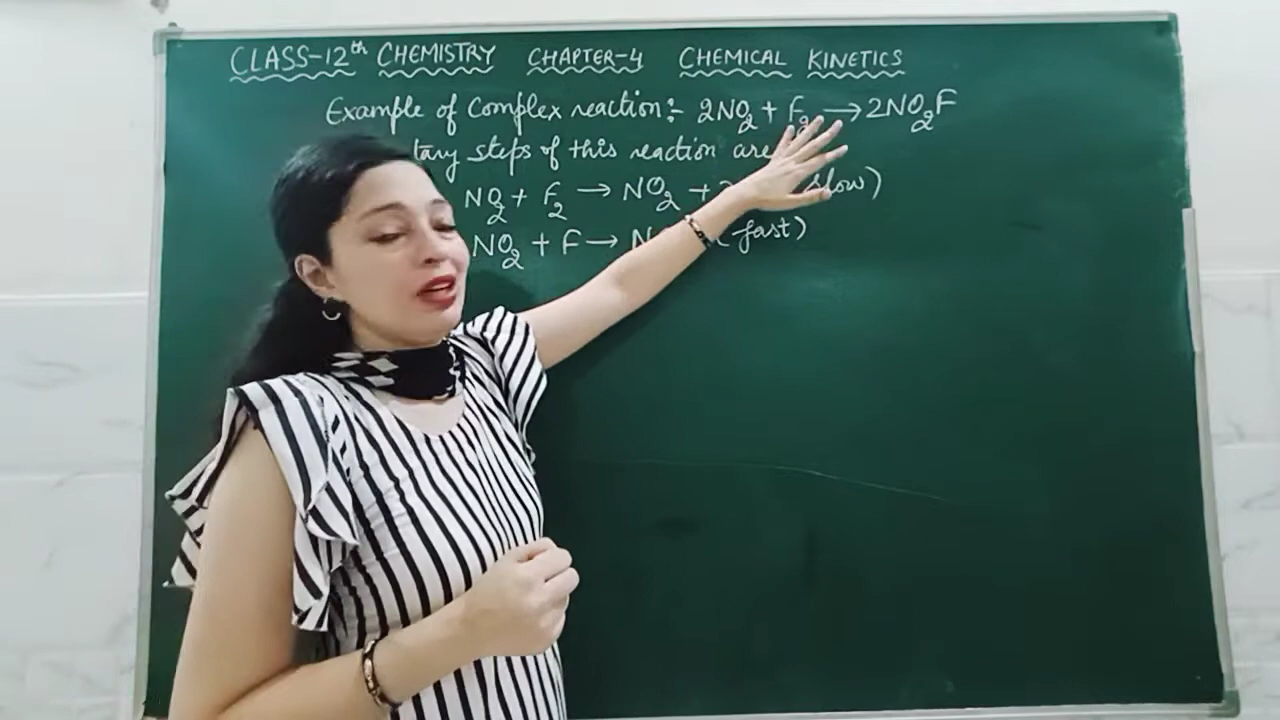 CLASS-12th CHEMISTRY CHAPTER-4 CHEMICAL KINETICS
Example of Complex reaction:- 2NO2 + F2 → 2NO2F
steps of this reaction are
NO2 + F2 → NO2 + slow)
NO2 + F → (fast)